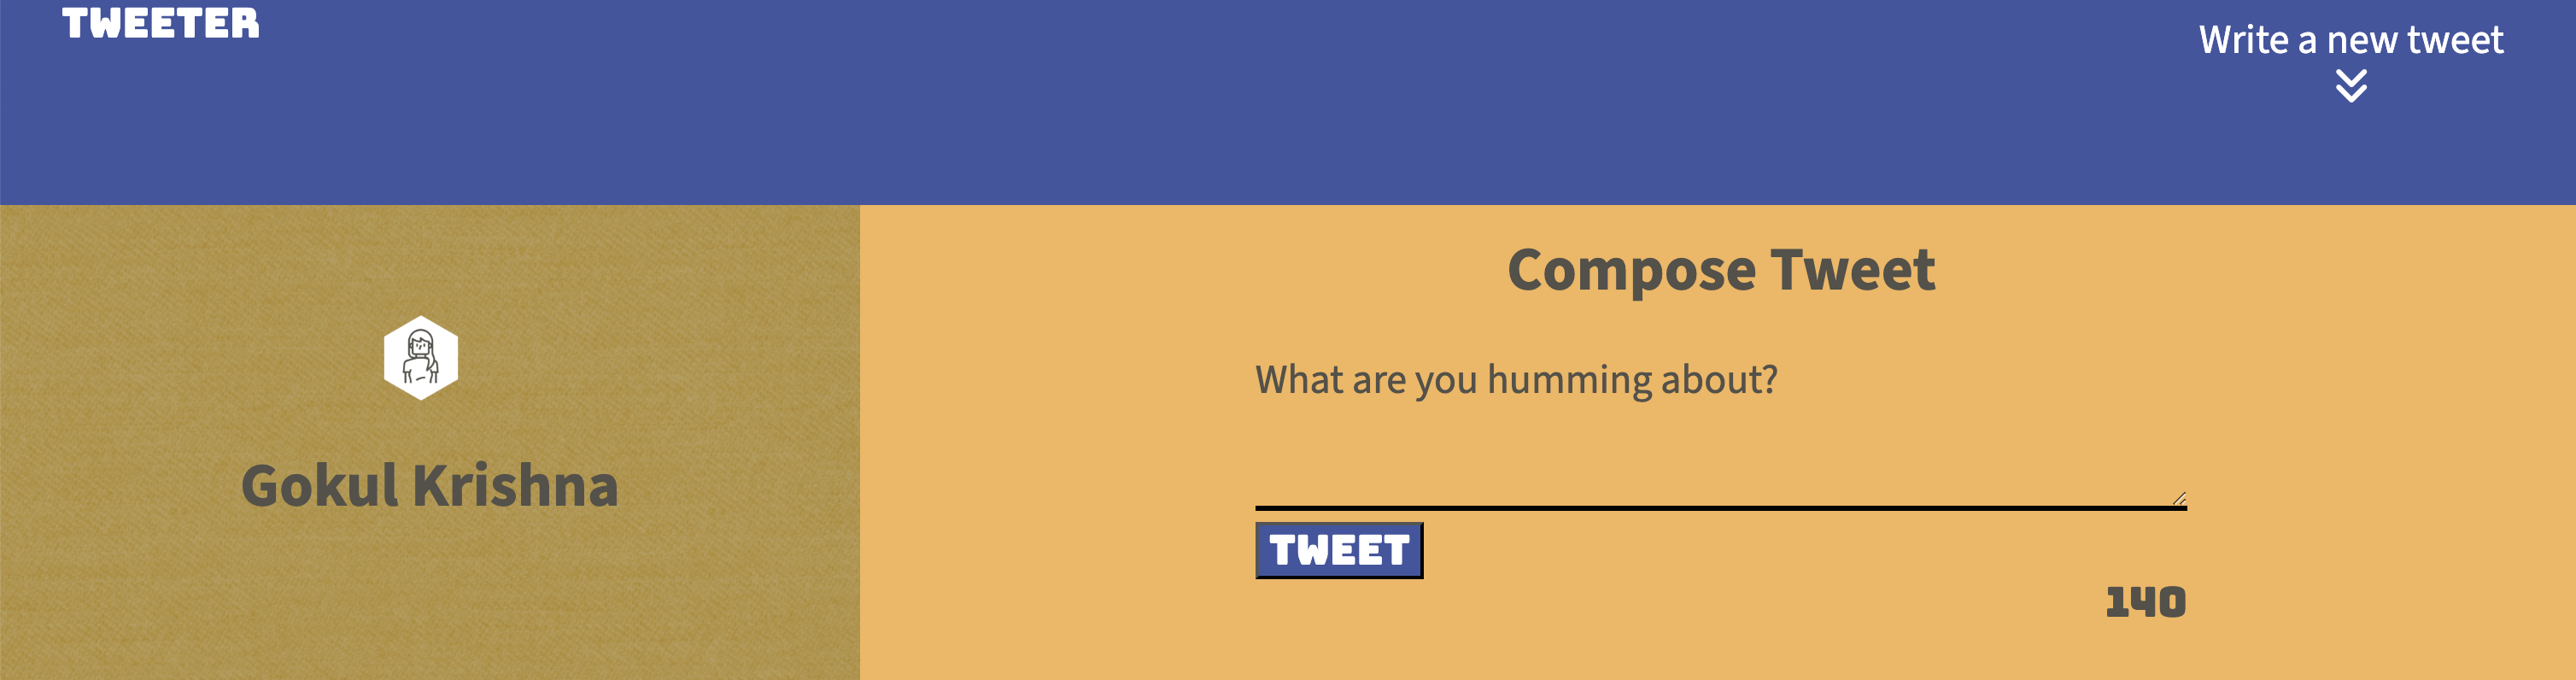 TWEETER
Write a new tweet
Gokul Krishna
Compose Tweet
What are you humming about?
TWEET
140